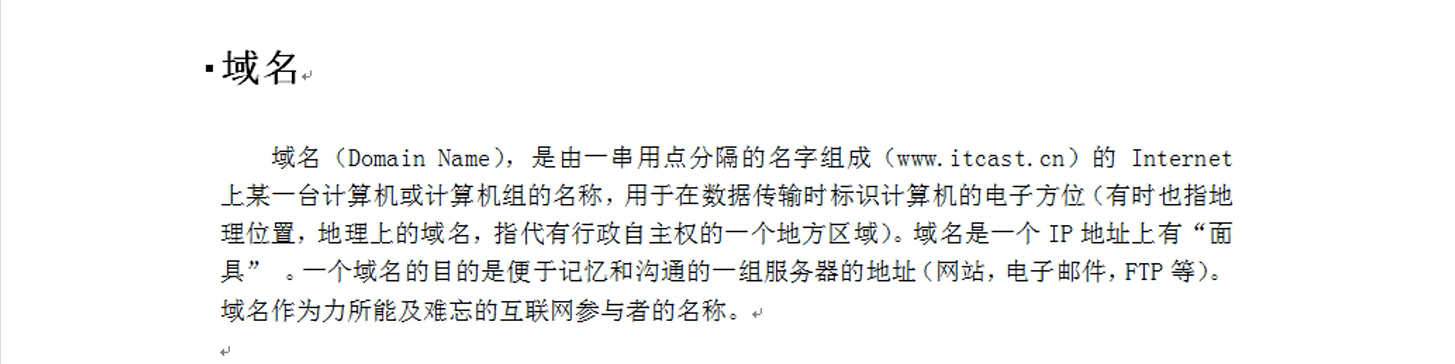 域名
域名（Domain Name），是由一串用点分隔的名字组成（www.itcast.cn）的 Internet
上某一台计算机或计算机组的名称，用于在数据传输时标识计算机的电子方位（有时也指地
理位置，地理上的域名，指代有行政自主权的一个地方区域）。域名是一个 IP 地址上有“面
具” 。一个域名的目的是便于记忆和沟通的一组服务器的地址（网站，电子邮件，FTP 等）。
域名作为力所能及难忘的互联网参与者的名称。